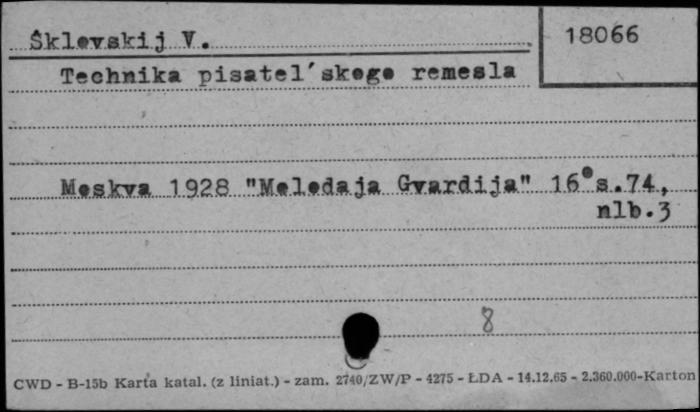 Šklovskij V.
18066
Technika pisatel'skogo remesla
Moskva 1928 "Molodaja Gvardija" 16° s.74,
nlb.3
8
CWD - B-15b Karta katal. (z liniat.) - zam. 2740/ZW/P - 4275 - ŁDA - 14.12.65 - 2.360.000-Karton